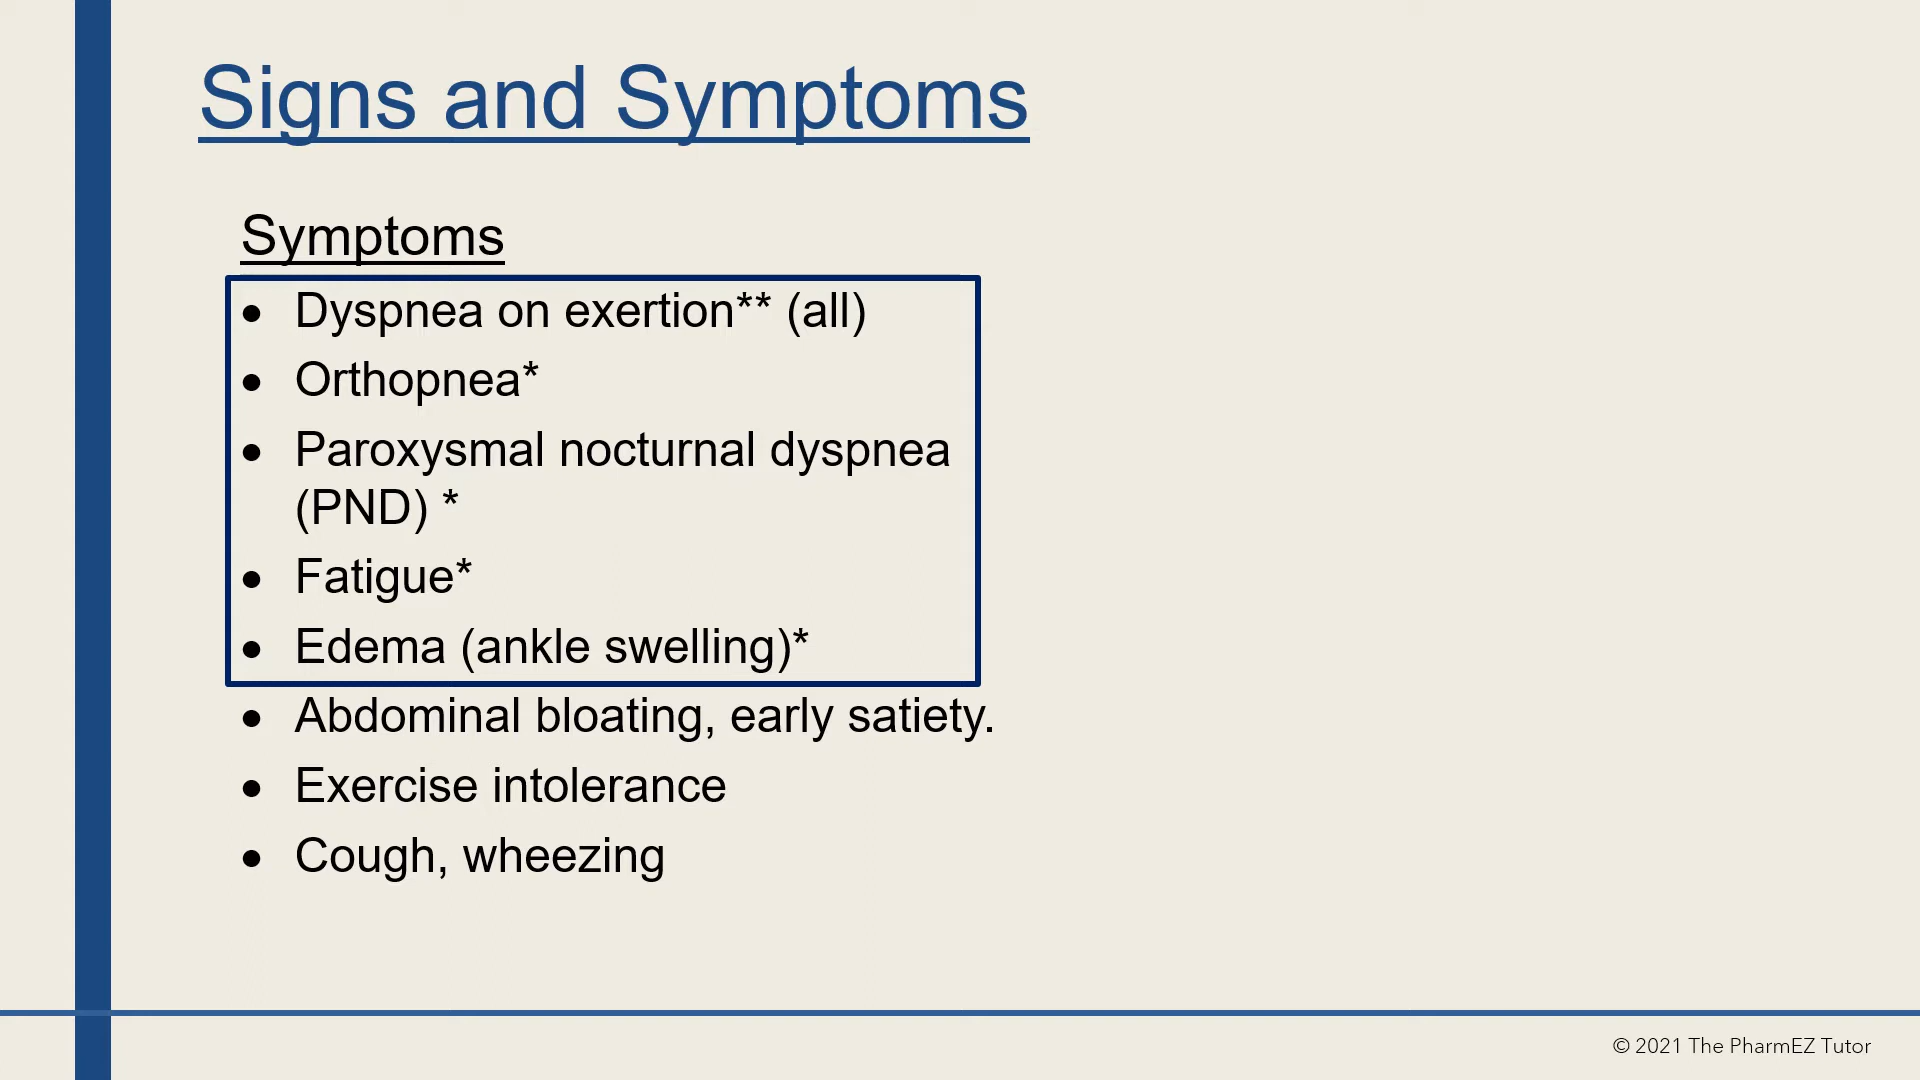 Signs and Symptoms
Symptoms
● Dyspnea on exertion** (all)
● Orthopnea*
● Paroxysmal nocturnal dyspnea
(PND) *
● Fatigue*
● Edema (ankle swelling)*
● Abdominal bloating, early satiety.
● Exercise intolerance
● Cough, wheezing
© 2021 The PharmEZ Tutor